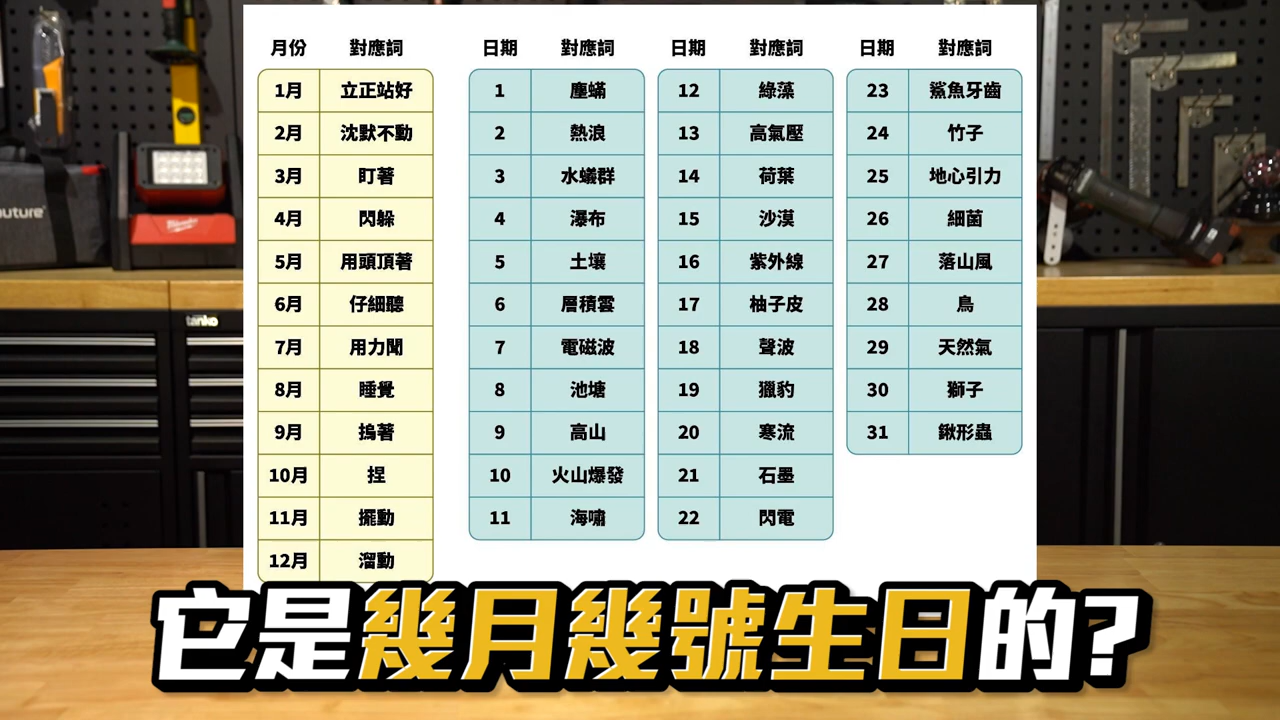 月份 對應詞
1月 立正站好
2月 沈默不動
3月 盯著
4月 閃躲
5月 用頭頂著
6月 仔細聽
7月 用力聞
8月 睡覺
9月 摀著
10月 捏
11月 擺動
12月 溜動
日期 對應詞
1 塵蟎
2 熱浪
3 水蟻群
4 瀑布
5 土壤
6 層積雲
7 電磁波
8 池塘
9 高山
10 火山爆發
11 海嘯
日期 對應詞
12 綠藻
13 高氣壓
14 荷葉
15 沙漠
16 紫外線
17 柚子皮
18 聲波
19 獵豹
20 寒流
21 石墨
22 閃電
日期 對應詞
23 鯊魚牙齒
24 竹子
25 地心引力
26 細菌
27 落山風
28 鳥
29 天然氣
30 獅子
31 鍬形蟲
outure
Milwaukee
tanko
它是幾月幾號生日的?